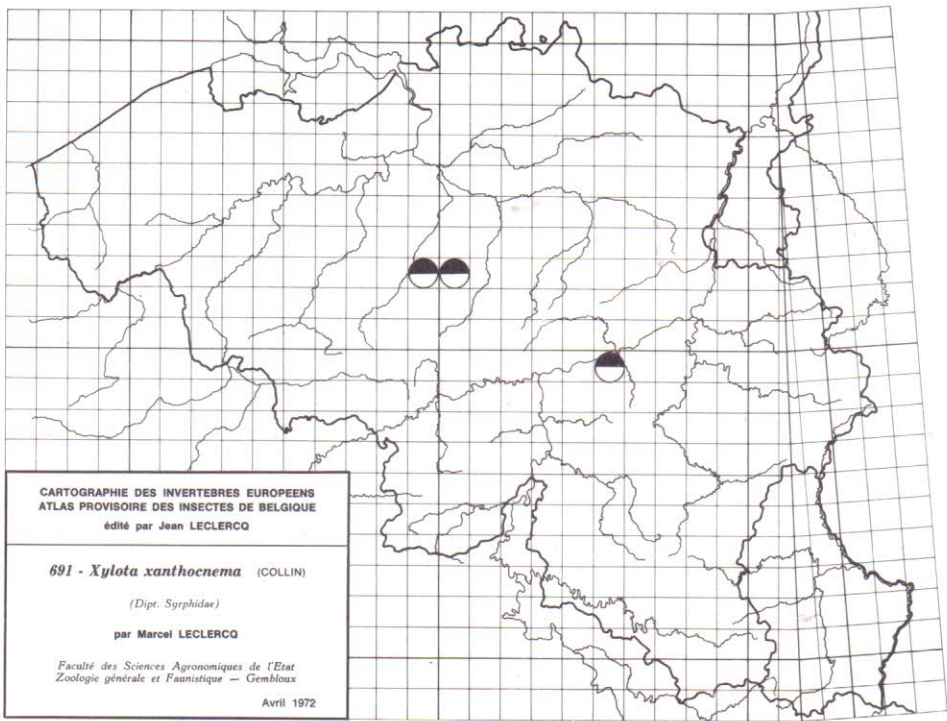 CARTOGRAPHIE DES INVERTEBRES EUROPEENS
ATLAS PROVISOIRE DES INSECTES DE BELGIQUE
édité par Jean LECLERCQ
691 - Xylota xanthocnema (COLLIN)
(Dipt. Syrphidae)
par Marcel LECLERCQ
Faculté des Sciences Agronomiques de l'Etat
Zoologie générale et Faunistique — Gembloux
Avril 1972